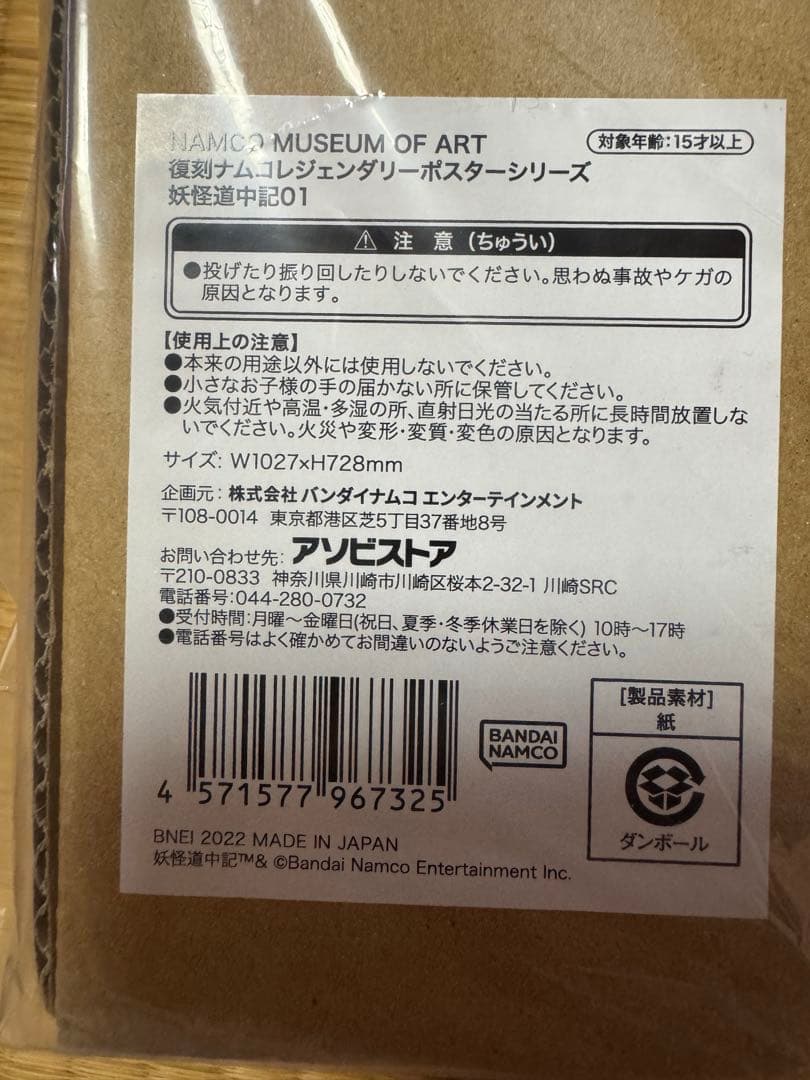 NAMCO MUSEUM OF ART
対象年齢:15才以上
復刻ナムコレジェンダリーポスターシリーズ
妖怪道中記01
⚠ 注 意 (ちゅうい)
●投げたり振り回したりしないでください。思わぬ事故やケガの
原因となります。
【使用上の注意】
●本来の用途以外には使用しないでください。
●小さなお子様の手の届かない所に保管してください。
●火気付近や高温・多湿の所、直射日光の当たる所に長時間放置しな
いでください。火災や変形・変質・変色の原因となります。
サイズ: W1027×H728mm
企画元: 株式会社 バンダイナムコ エンターテインメント
〒108-0014 東京都港区芝5丁目37番地8号
お問い合わせ先: アソビストア
〒210-0833 神奈川県川崎市川崎区桜本2-32-1 川崎SRC
電話番号:044-280-0732
●受付時間:月曜～金曜日(祝日、夏季・冬季休業日を除く) 10時～17時
●電話番号はよく確かめてお間違いのないようご注意ください。
4 571577 967325
BANDAI
NAMCO
[製品素材]
紙
ダンボール
BNEI 2022 MADE IN JAPAN
妖怪道中記™& ©Bandai Namco Entertainment Inc.